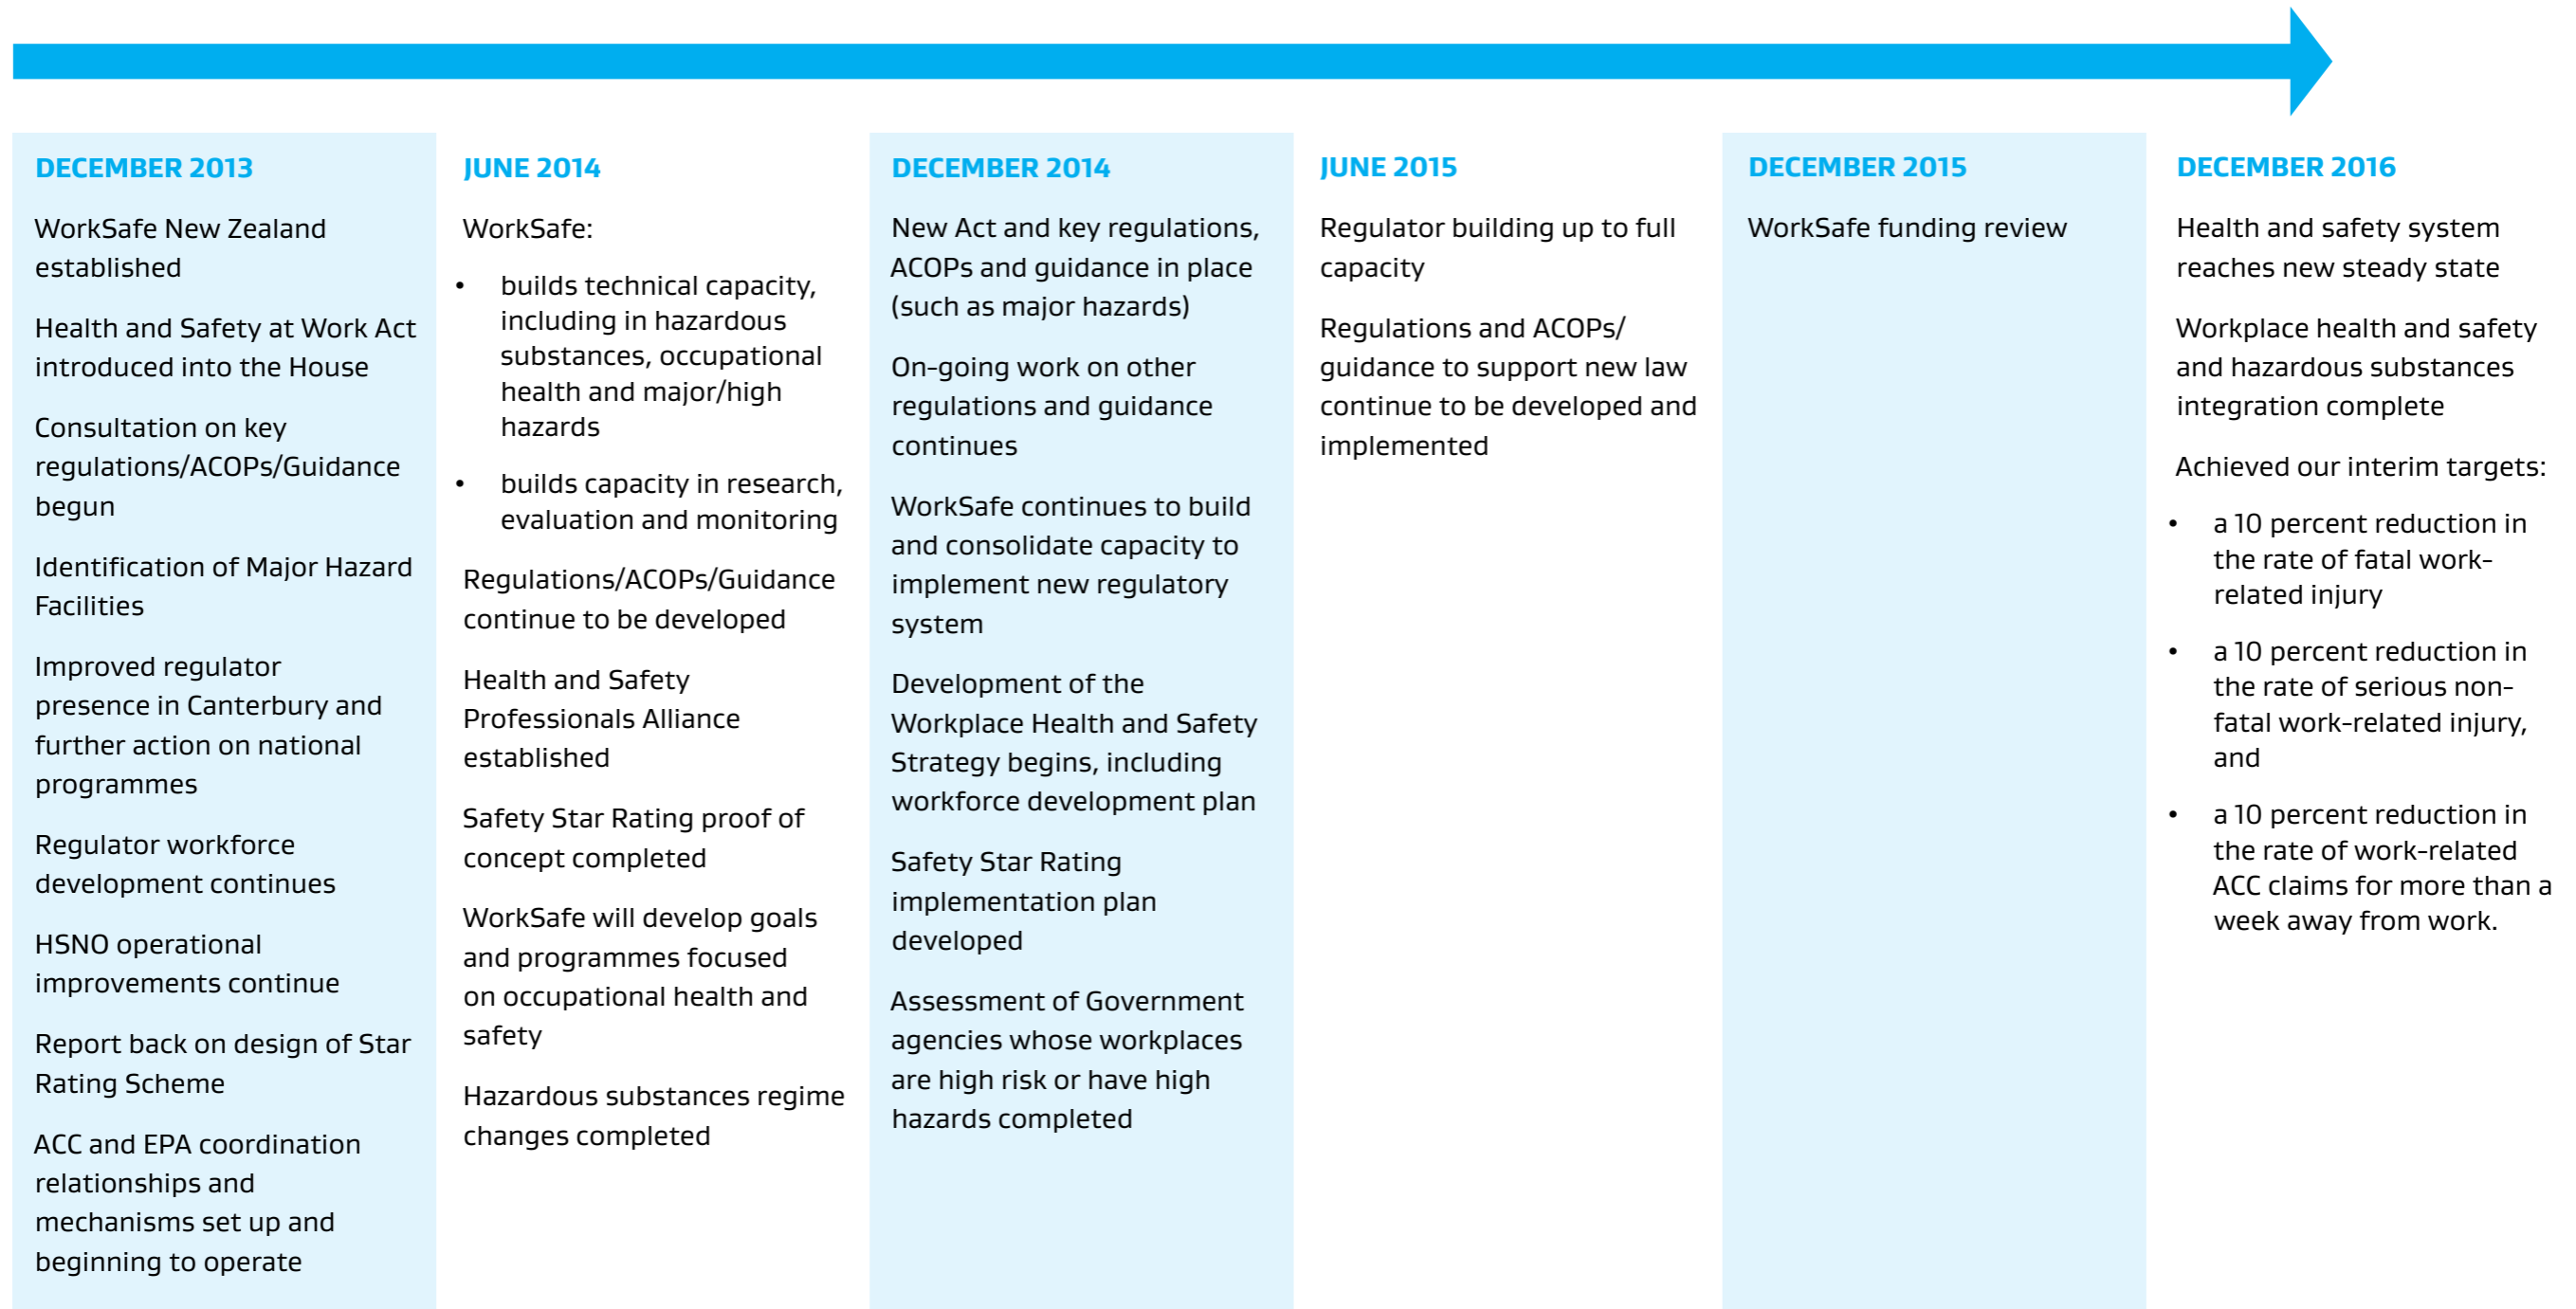 DECEMBER 2013
WorkSafe New Zealand
established
Health and Safety at Work Act
introduced into the House
Consultation on key
regulations/ACOPs/Guidance
begun
Identification of Major Hazard
Facilities
Improved regulator
presence in Canterbury and
further action on national
programmes
Regulator workforce
development continues
HSNO operational
improvements continue
Report back on design of Star
Rating Scheme
ACC and EPA coordination
relationships and
mechanisms set up and
beginning to operate
JUNE 2014
WorkSafe:
• builds technical capacity,
including in hazardous
substances, occupational
health and major/high
hazards
• builds capacity in research,
evaluation and monitoring
Regulations/ACOPs/Guidance
continue to be developed
Health and Safety
Professionals Alliance
established
Safety Star Rating proof of
concept completed
WorkSafe will develop goals
and programmes focused
on occupational health and
safety
Hazardous substances regime
changes completed
DECEMBER 2014
New Act and key regulations,
ACOPs and guidance in place
(such as major hazards)
On-going work on other
regulations and guidance
continues
WorkSafe continues to build
and consolidate capacity to
implement new regulatory
system
Development of the
Workplace Health and Safety
Strategy begins, including
workforce development plan
Safety Star Rating
implementation plan
developed
Assessment of Government
agencies whose workplaces
are high risk or have high
hazards completed
JUNE 2015
Regulator building up to full
capacity
Regulations and ACOPs/
guidance to support new law
continue to be developed and
implemented
DECEMBER 2015
WorkSafe funding review
DECEMBER 2016
Health and safety system
reaches new steady state
Workplace health and safety
and hazardous substances
integration complete
Achieved our interim targets:
• a 10 percent reduction in
the rate of fatal work-
related injury
• a 10 percent reduction in
the rate of serious non-
fatal work-related injury,
and
• a 10 percent reduction in
the rate of work-related
ACC claims for more than a
week away from work.